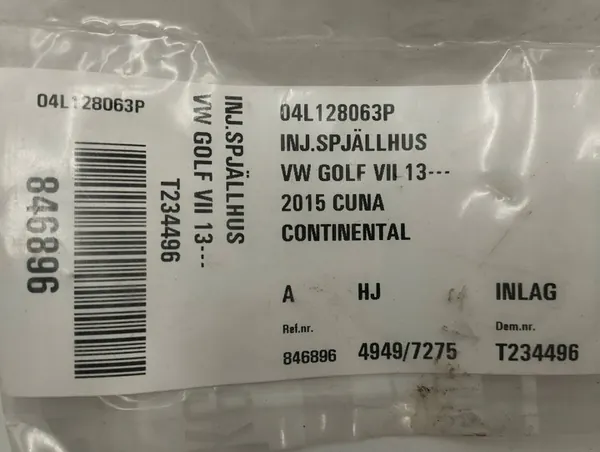 04L128063P
846896
INJ.SPJÄLLHUS
VW GOLF VII 13---
T234496
04L128063P
INJ.SPJÄLLHUS
VW GOLF VII 13---
2015 CUNA
CONTINENTAL
A HJ INLAG
Ref.nr. Dem.nr.
846896 4949/7275 T234496